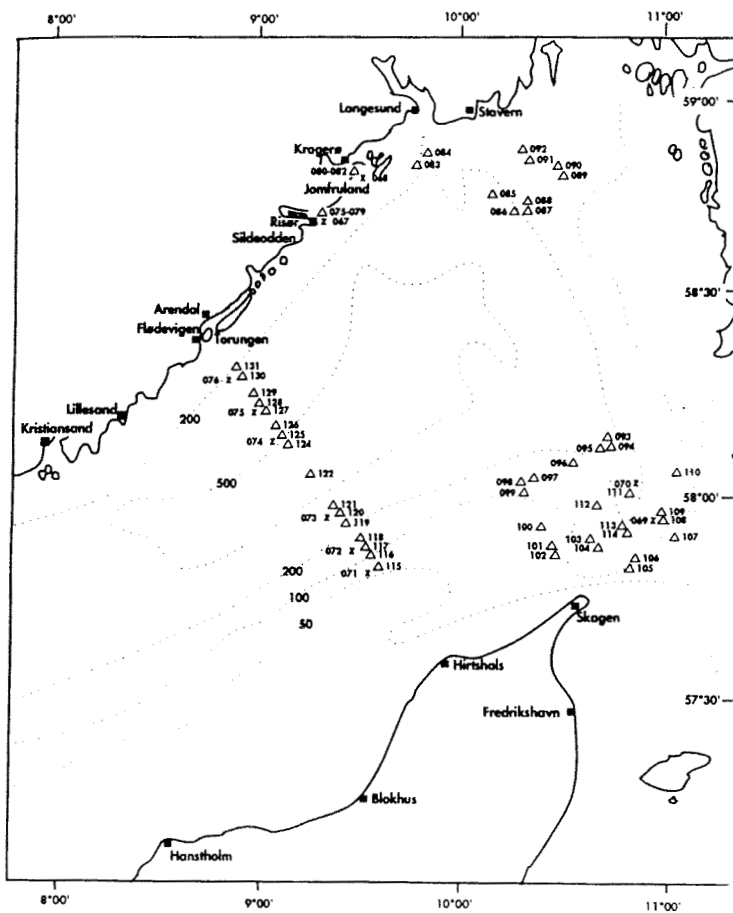 8°00' 9°00' 10°00' 11°00'
59°00'
Langesund
Stavern
Kragerø
084
092
083
091
090
080-082
z 068
089
Jomfruland
085
088
075-079
086
087
Risør
z 067
Sildeodden
58°30'
Arendal
Flødevigen
Torungen
131
076 z
130
129
128
Lillesand
075 z
127
200
Kristiansand
126
125
074 z
124
093
095
094
096
122
110
098
097
070 z
500
099
111
58°00'
121
112
109
073 z
120
069 z
108
119
100
113
114
118
103
107
117
101
104
072 z
116
102
106
200
071 z
115
105
100
50
Skagen
Hirtshals
57°30'
Fredrikshavn
Blokhus
Hanstholm
8°00' 9°00' 10°00' 11°00'